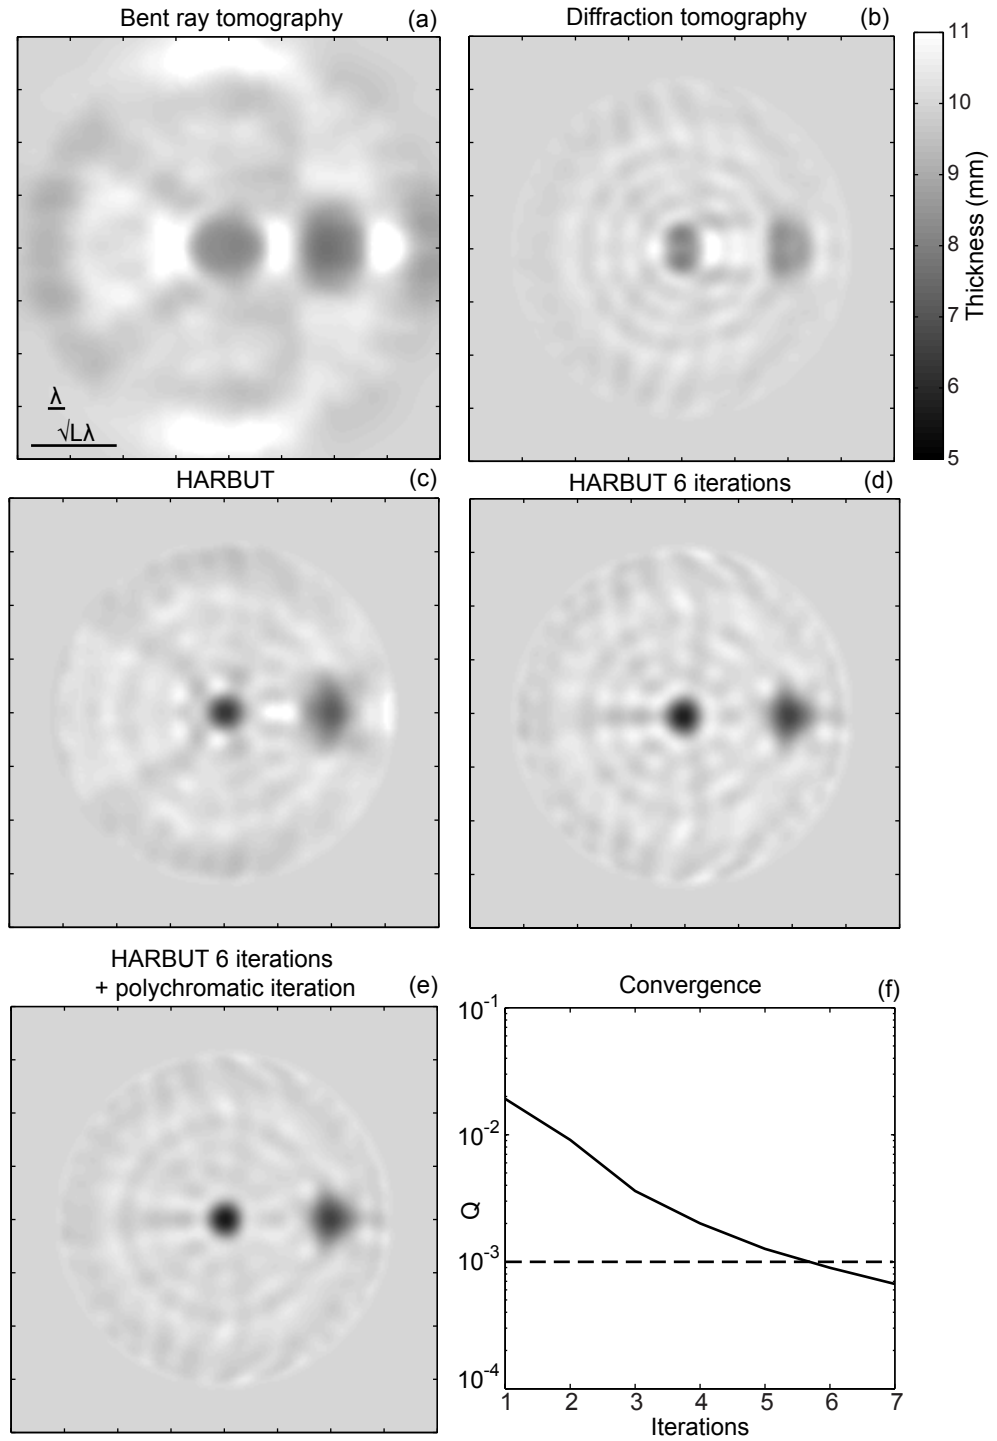 Bent ray tomography (a)
Diffraction tomography (b)
11
10
9
8
7
6
5
Thickness (mm)
λ
√Lλ
HARBUT (c)
HARBUT 6 iterations (d)
HARBUT 6 iterations
+ polychromatic iteration (e)
Convergence (f)
10⁻¹
10⁻²
10⁻³
10⁻⁴
Q
1 2 3 4 5 6 7
Iterations